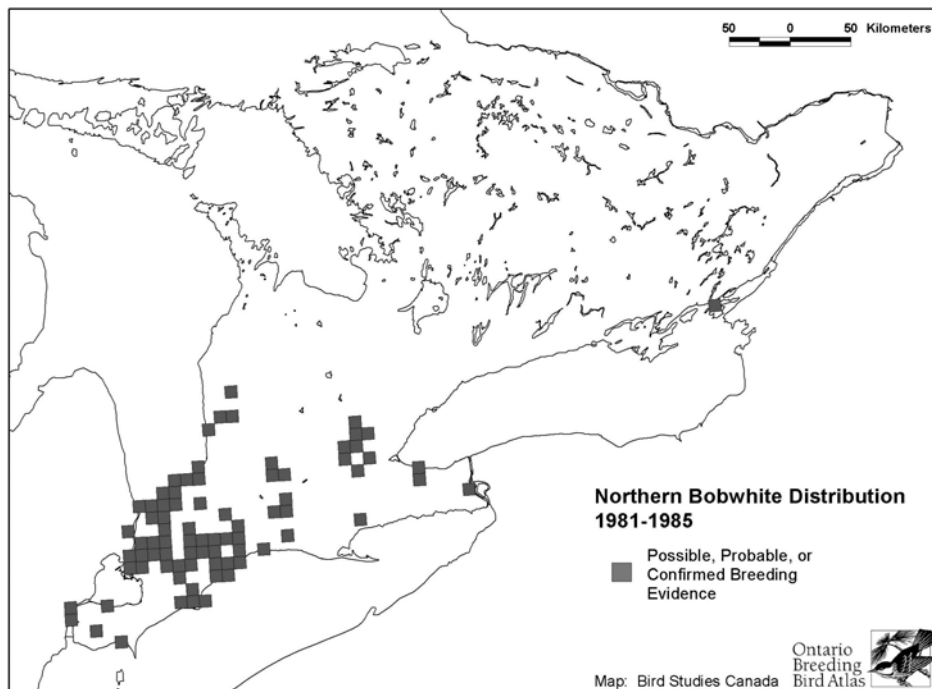 50 0 50 Kilometers
Northern Bobwhite Distribution
1981-1985
Possible, Probable, or
Confirmed Breeding
Evidence
Ontario
Breeding
Bird Atlas
Map: Bird Studies Canada